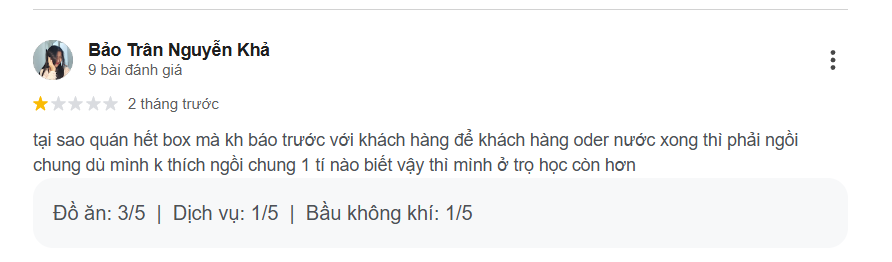 Bảo Trân Nguyễn Khả
9 bài đánh giá
2 tháng trước
tại sao quán hết box mà kh báo trước với khách hàng để khách hàng oder nước xong thì phải ngồi
chung dù mình k thích ngồi chung 1 tí nào biết vậy thì mình ở trọ học còn hơn
Đồ ăn: 3/5 | Dịch vụ: 1/5 | Bầu không khí: 1/5